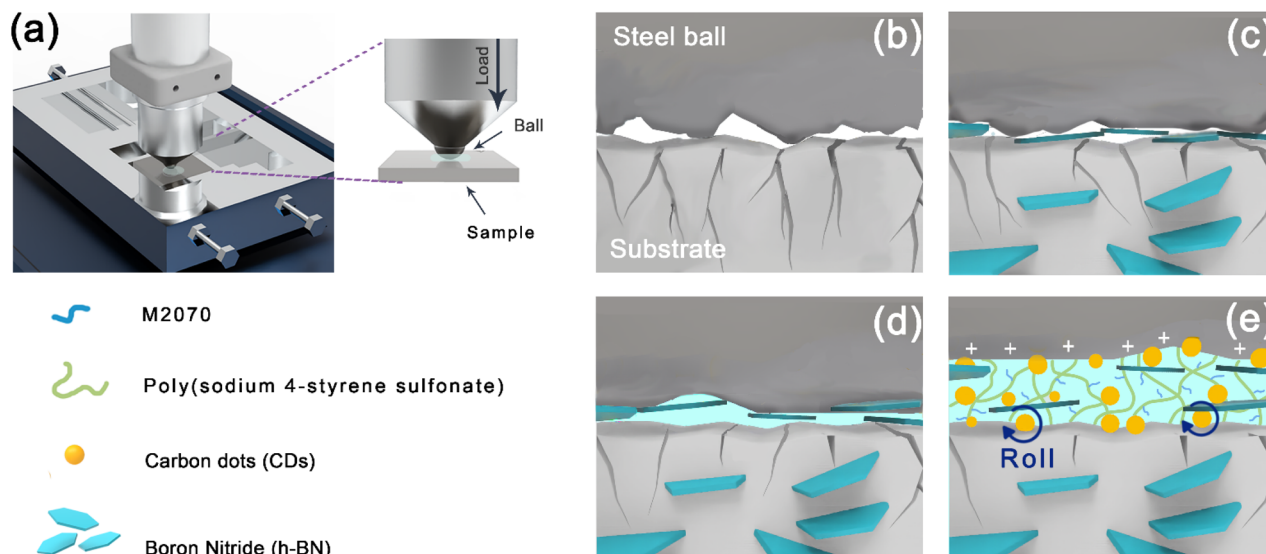 (a)
Load
Ball
Sample
M2070
Poly(sodium 4-styrene sulfonate)
Carbon dots (CDs)
Boron Nitride (h-BN)
Steel ball
(b)
Substrate
(c)
(d)
(e)
+ + + + + +
Roll